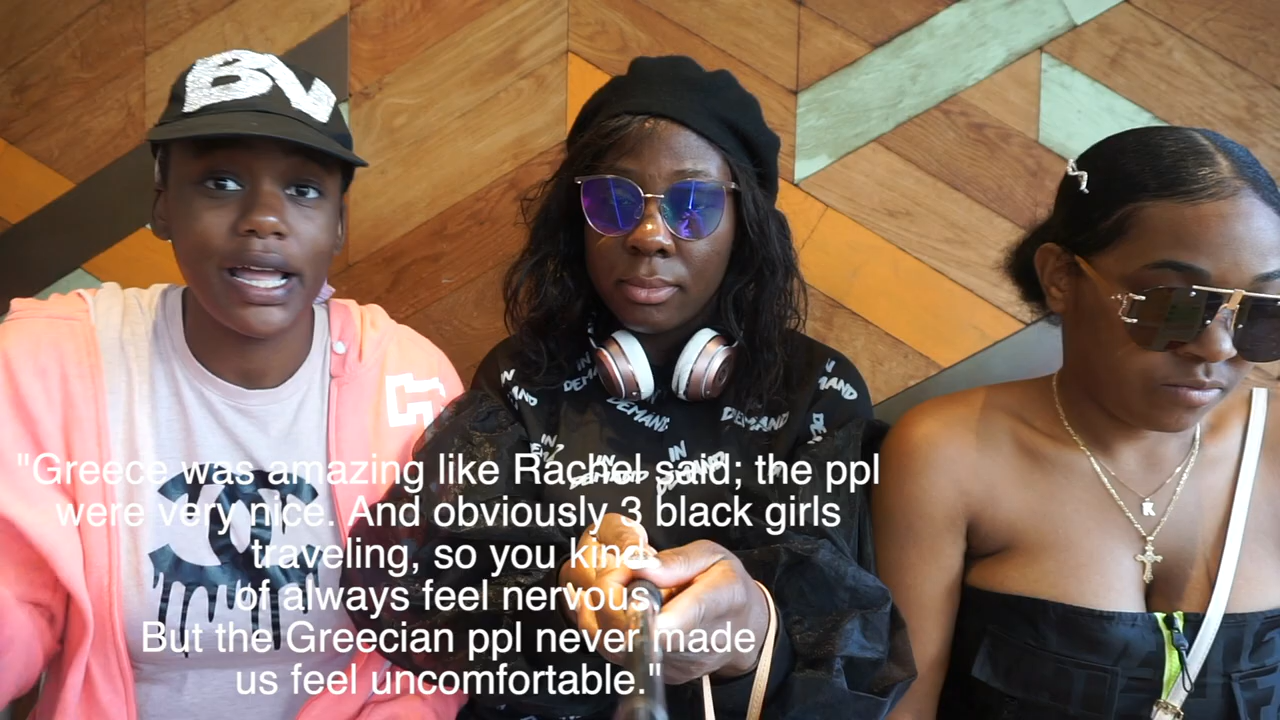 BV
IN
DEMAND
DEMAND
DEMAND
"Greece was amazing like Rachel said; the ppl
were very nice. And obviously 3 black girls
traveling, so you kind
of always feel nervous.
But the Greecian ppl never made
us feel uncomfortable."
R